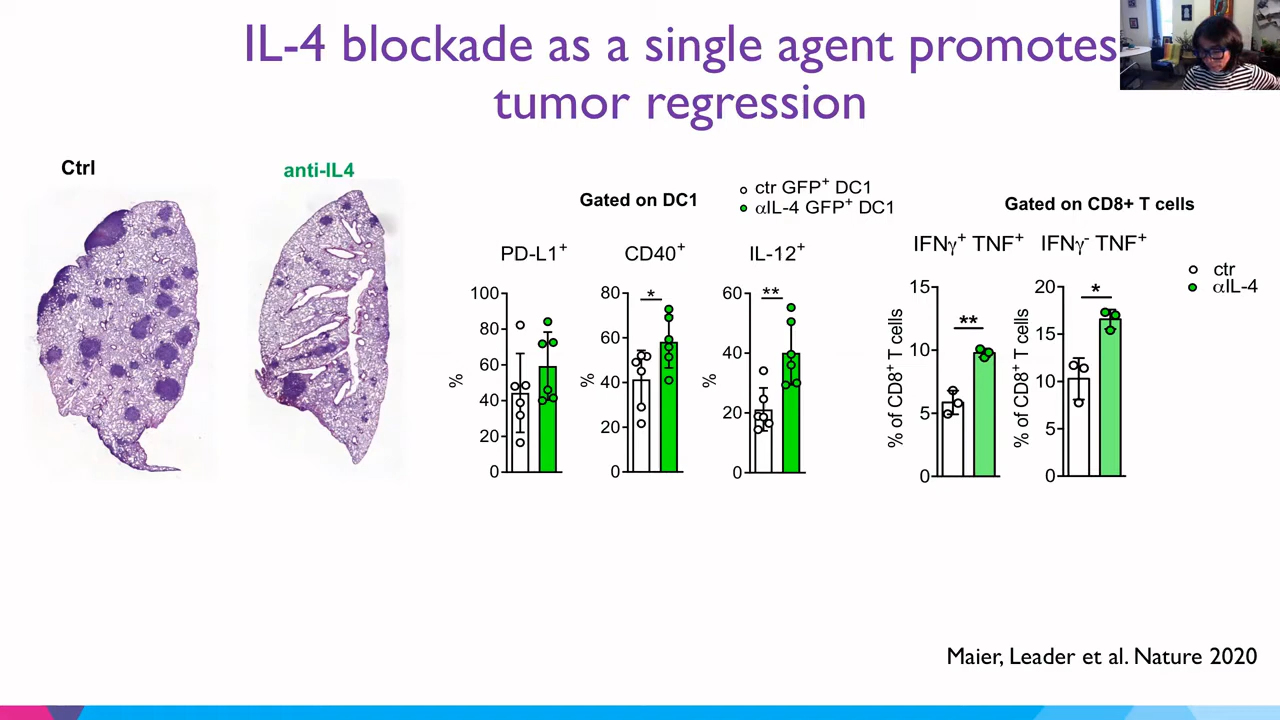 IL-4 blockade as a single agent promotes
tumor regression
Ctrl
anti-IL4
Gated on DC1
ctr GFP+ DC1
αIL-4 GFP+ DC1
PD-L1+
CD40+
IL-12+
%
100
80
60
40
20
0
%
80
60
40
20
0
*
%
60
40
20
0
**
Gated on CD8+ T cells
IFNγ+ TNF+
IFNγ- TNF+
ctr
αIL-4
% of CD8+ T cells
15
10
5
0
**
% of CD8+ T cells
20
15
10
5
0
*
Maier, Leader et al. Nature 2020